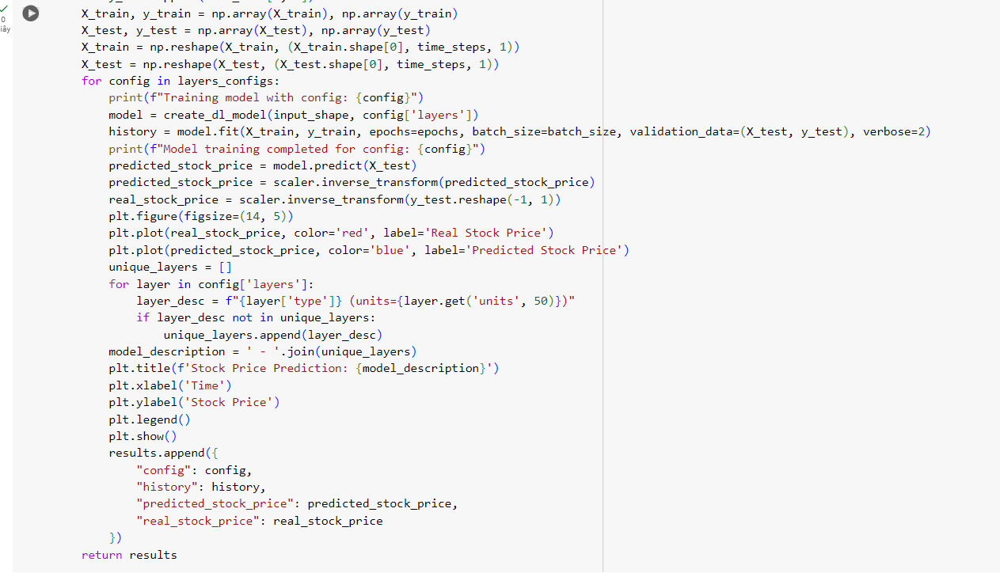 X_train, y_train = np.array(X_train), np.array(y_train)
0
iây
X_test, y_test = np.array(X_test), np.array(y_test)
X_train = np.reshape(X_train, (X_train.shape[0], time_steps, 1))
X_test = np.reshape(X_test, (X_test.shape[0], time_steps, 1))
for config in layers_configs:
    print(f"Training model with config: {config}")
    model = create_dl_model(input_shape, config['layers'])
    history = model.fit(X_train, y_train, epochs=epochs, batch_size=batch_size, validation_data=(X_test, y_test), verbose=2)
    print(f"Model training completed for config: {config}")
    predicted_stock_price = model.predict(X_test)
    predicted_stock_price = scaler.inverse_transform(predicted_stock_price)
    real_stock_price = scaler.inverse_transform(y_test.reshape(-1, 1))
    plt.figure(figsize=(14, 5))
    plt.plot(real_stock_price, color='red', label='Real Stock Price')
    plt.plot(predicted_stock_price, color='blue', label='Predicted Stock Price')
    unique_layers = []
    for layer in config['layers']:
        layer_desc = f"{layer['type']} (units={layer.get('units', 50)})"
        if layer_desc not in unique_layers:
            unique_layers.append(layer_desc)
    model_description = ' - '.join(unique_layers)
    plt.title(f'Stock Price Prediction: {model_description}')
    plt.xlabel('Time')
    plt.ylabel('Stock Price')
    plt.legend()
    plt.show()
    results.append({
        "config": config,
        "history": history,
        "predicted_stock_price": predicted_stock_price,
        "real_stock_price": real_stock_price
    })
return results